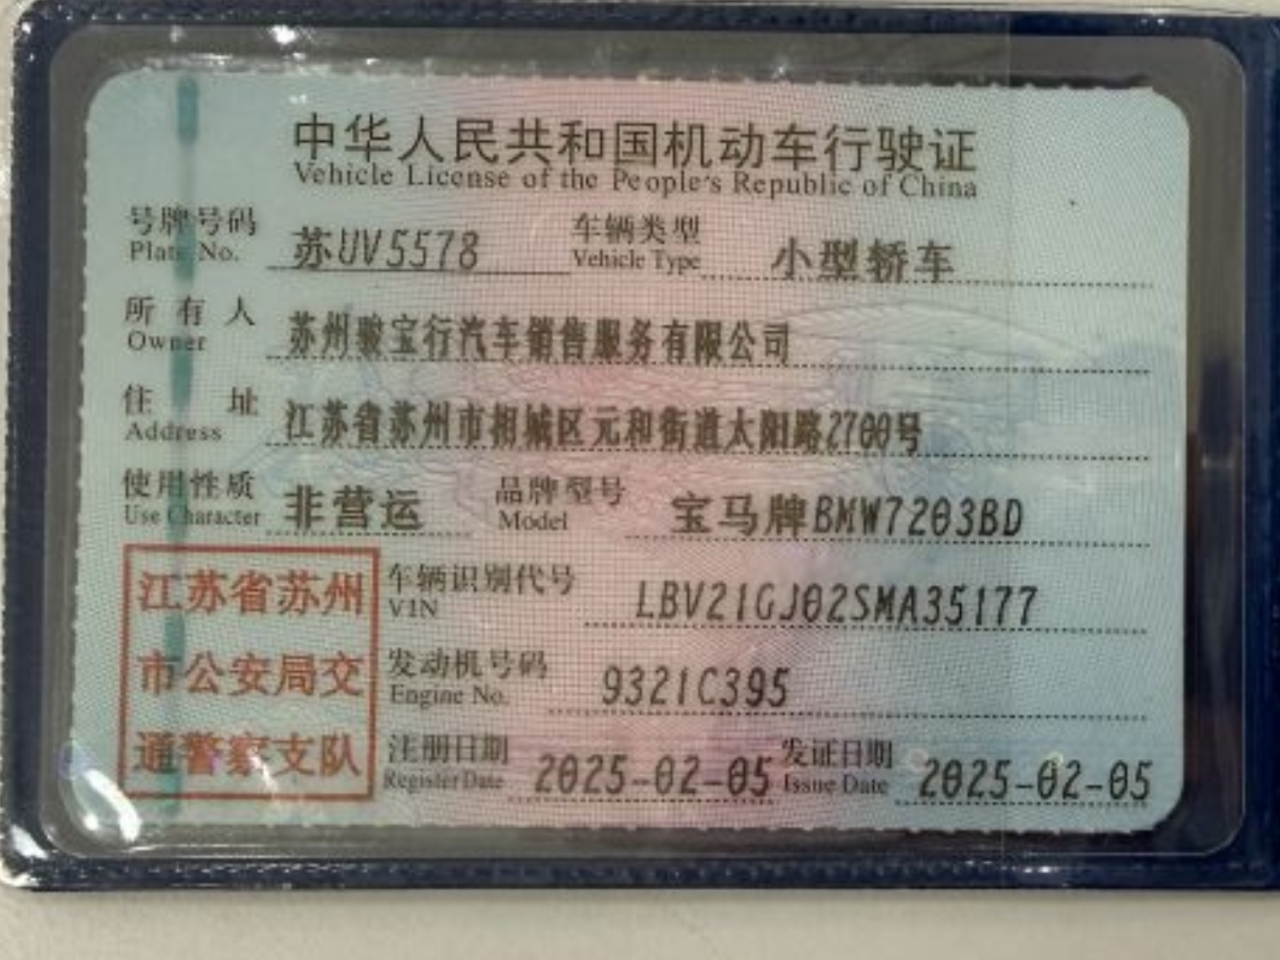 中华人民共和国机动车行驶证
Vehicle License of the People's Republic of China
号牌号码 苏UV5578 车辆类型 小型轿车
Plate No. Vehicle Type
所有人 苏州骏宝行汽车销售服务有限公司
Owner
住址 江苏省苏州市相城区元和街道太阳路2700号
Address
使用性质 非营运 品牌型号 宝马牌BMW7203BD
Use Character Model
江苏省苏州
市公安局交
通警察支队
车辆识别代号 LBV21GJ02SMA35177
VIN
发动机号码 9321C395
Engine No.
注册日期 2025-02-05 发证日期 2025-02-05
Register Date Issue Date